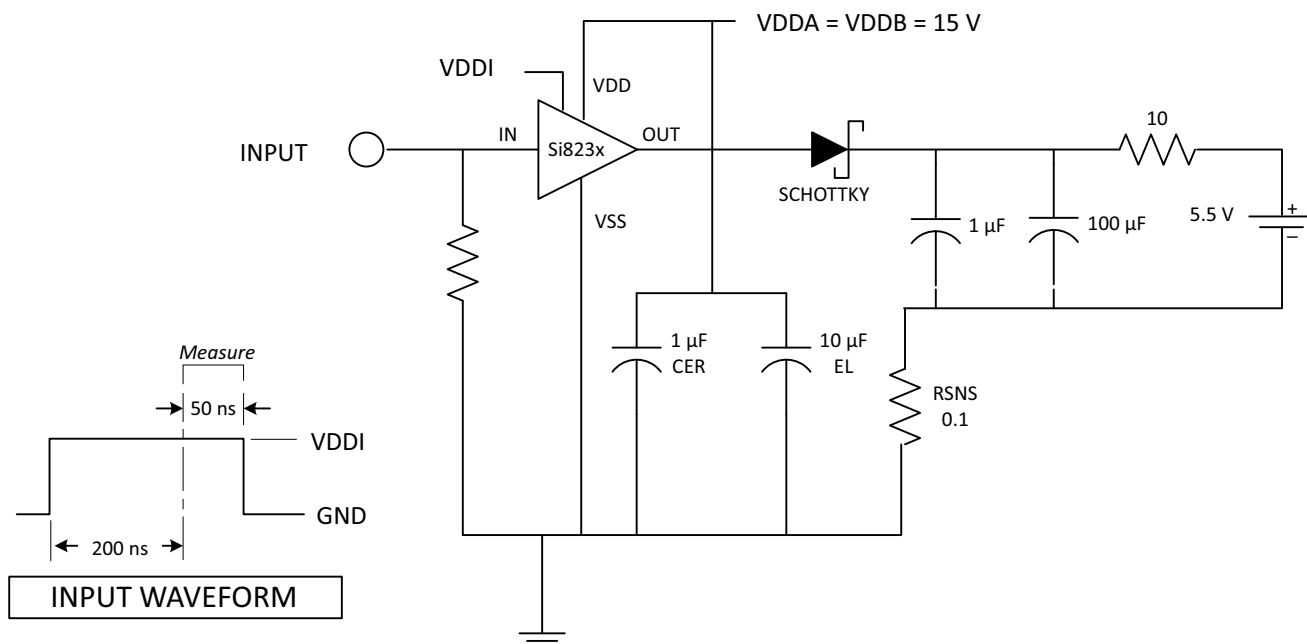 VDDA = VDDB = 15 V
VDDI
VDD
10
INPUT
IN
Si823x
OUT
SCHOTTKY
1 µF
100 µF
5.5 V
+
–
VSS
1 µF
CER
10 µF
EL
RSNS
0.1
Measure
50 ns
VDDI
GND
200 ns
INPUT WAVEFORM